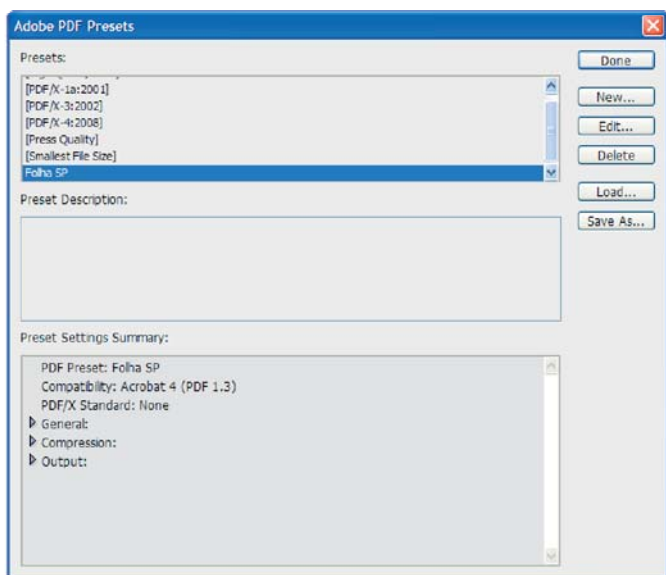 Adobe PDF Presets
Presets:
[PDF/X-1a:2001]
[PDF/X-3:2002]
[PDF/X-4:2008]
[Press Quality]
[Smallest File Size]
Folha SP
Done
New...
Edit...
Delete
Load...
Save As...
Preset Description:
Preset Settings Summary:
PDF Preset: Folha SP
Compatibility: Acrobat 4 (PDF 1.3)
PDF/X Standard: None
General:
Compression:
Output: